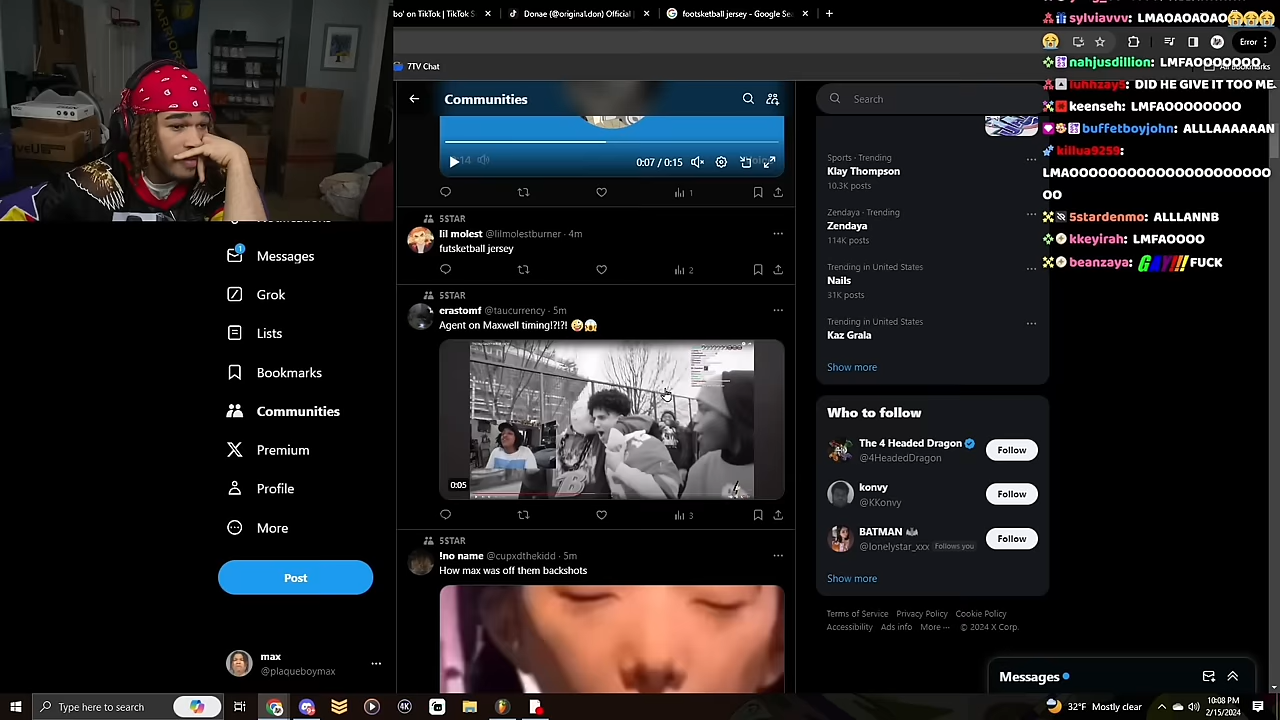 bo' on TikTok | TikTok S
Donae (@original.don) Official
footsketball jersey - Google Sea
sylviavvv: LMAOAOAOAO
7TV Chat
Error
nahjusdillion: LMFAOOOOOOO
luhhzay5: DID HE GIVE IT TOO ME
keenseh: LMFAOOOOOOOO
buffetboyjohn: ALLLAAAAAAN
killua9259:
LMAOOOOOOOOOOOOOOOOOOOOO
OO
5stardenmo: ALLLANNB
kkeyirah: LMFAOOOO
beanzaya: GAY!!! FUCK
Messages
1
Grok
Lists
Bookmarks
Communities
Premium
Profile
More
Post
max
@plaqueboymax
Communities
0:07 / 0:15
1
5STAR
lil molest @lilmolestburner · 4m
futsketball jersey
2
5STAR
erastomf @taucurrency · 5m
Agent on Maxwell timing!?!?!
0:05
3
5STAR
!no name @cupxdthekidd · 5m
How max was off them backshots
Search
Sports · Trending
Klay Thompson
10.3K posts
Zendaya · Trending
Zendaya
114K posts
Trending in United States
Nails
31K posts
Trending in United States
Kaz Grala
Show more
Who to follow
The 4 Headed Dragon
@4HeadedDragon
Follow
konvy
@KKonvy
Follow
BATMAN
@lonelystar_xxx Follows you
Follow
Show more
Terms of Service Privacy Policy Cookie Policy
Accessibility Ads info More ··· © 2024 X Corp.
Messages
Type here to search
32°F Mostly clear
10:08 PM
2/15/2024